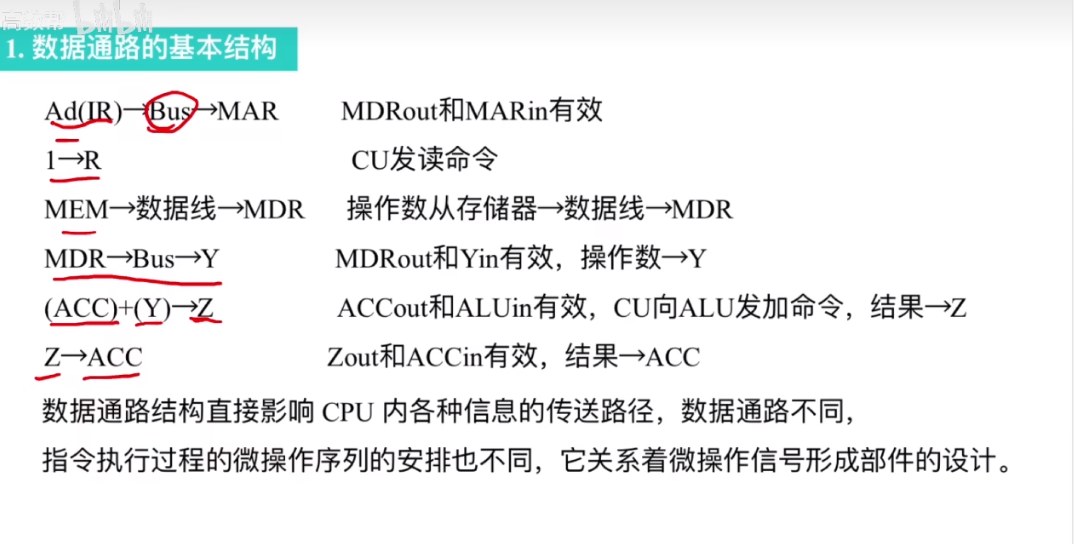 高数帮 bilibili
1. 数据通路的基本结构
Ad(IR)→Bus→MAR MDRout和MARin有效
1→R CU发读命令
MEM→数据线→MDR 操作数从存储器→数据线→MDR
MDR→Bus→Y MDRout和Yin有效，操作数→Y
(ACC)+(Y)→Z ACCout和ALUin有效，CU向ALU发加命令，结果→Z
Z→ACC Zout和ACCin有效，结果→ACC
数据通路结构直接影响 CPU 内各种信息的传送路径，数据通路不同，
指令执行过程的微操作序列的安排也不同，它关系着微操作信号形成部件的设计。